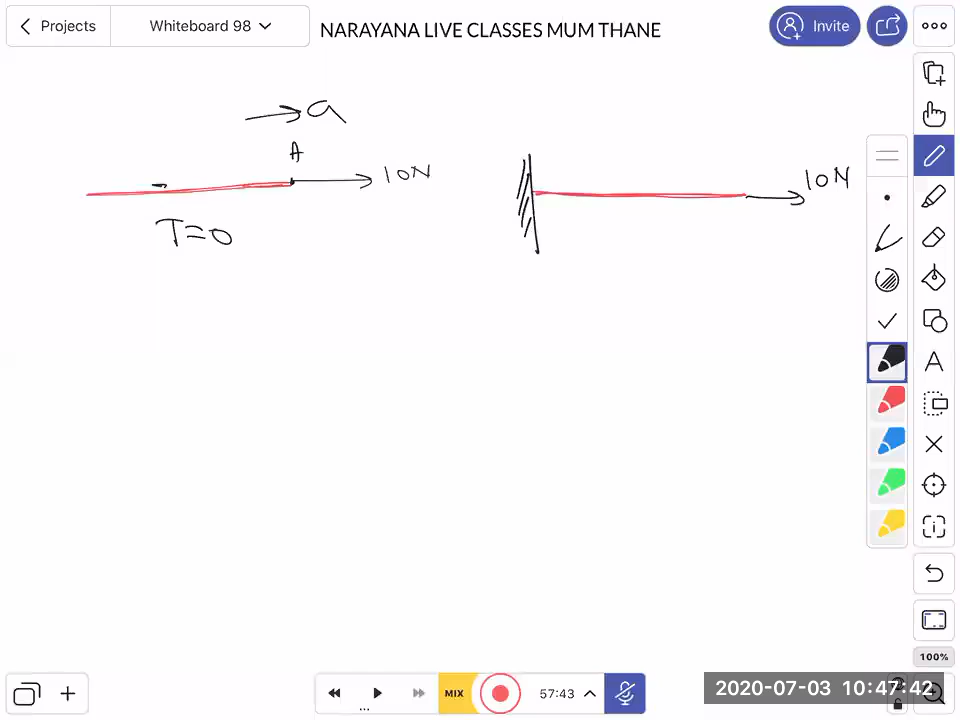 Projects
Whiteboard 98
NARAYANA LIVE CLASSES MUM THANE
Invite
a
A
10N
T=0
10N
A
100%
MIX
57:43
2020-07-03 10:47:42